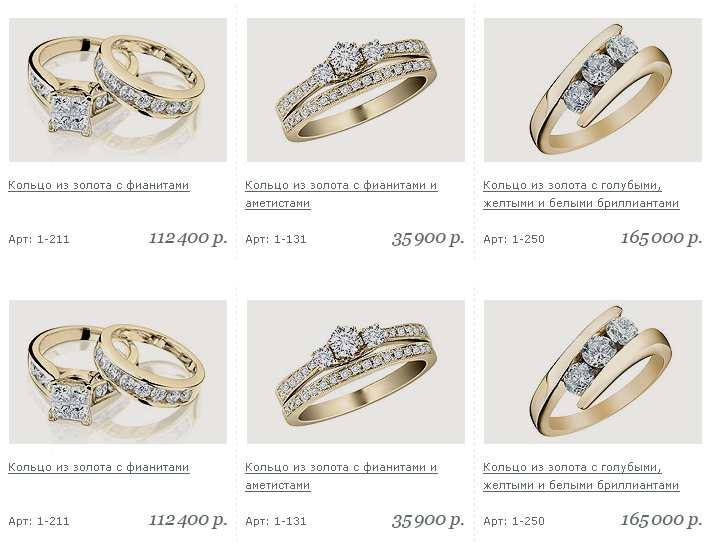 Кольцо из золота с фианитами
Арт: 1-211 112 400 р.
Кольцо из золота с фианитами и
аметистами
Арт: 1-131 35 900 р.
Кольцо из золота с голубыми,
желтыми и белыми бриллиантами
Арт: 1-250 165 000 р.
Кольцо из золота с фианитами
Арт: 1-211 112 400 р.
Кольцо из золота с фианитами и
аметистами
Арт: 1-131 35 900 р.
Кольцо из золота с голубыми,
желтыми и белыми бриллиантами
Арт: 1-250 165 000 р.